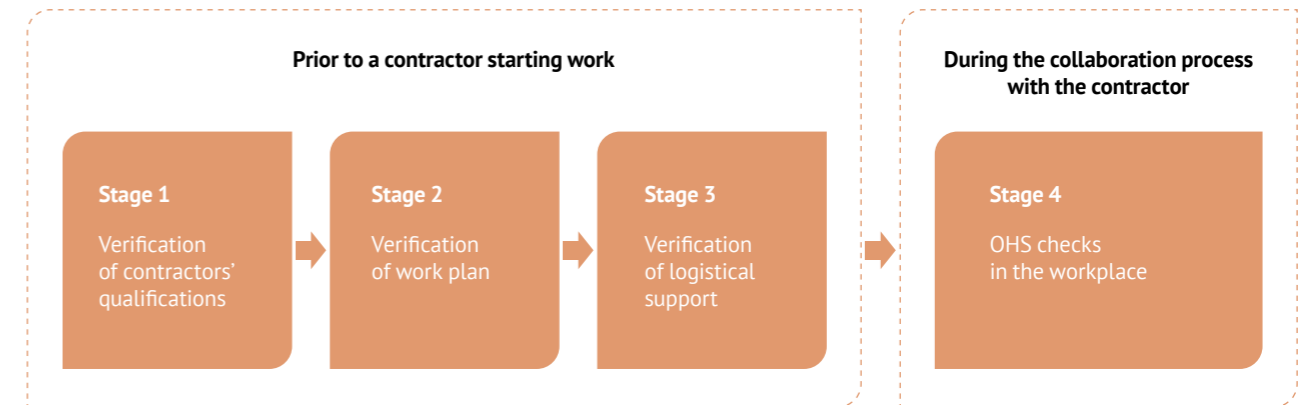 Prior to a contractor starting work
During the collaboration process
with the contractor
Stage 1
Verification
of contractors’
qualifications
Stage 2
Verification
of work plan
Stage 3
Verification
of logistical
support
Stage 4
OHS checks
in the workplace